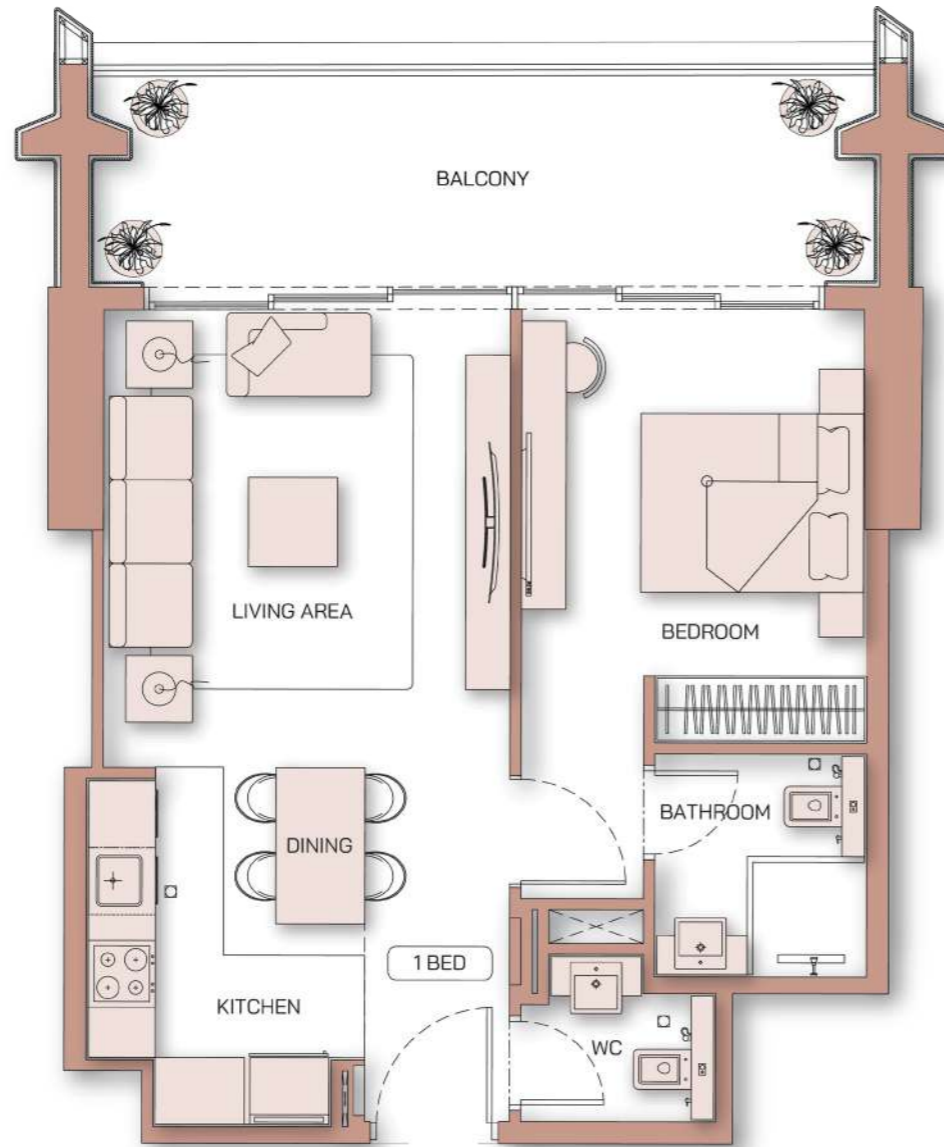 BALCONY
LIVING AREA
BEDROOM
BATHROOM
DINING
1 BED
KITCHEN
WC